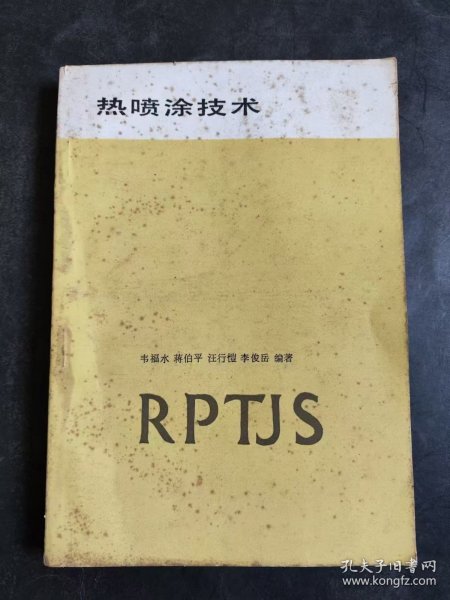 热喷涂技术
韦福水 蒋伯平 汪行恺 李俊岳 编著
RPTJS
孔夫子旧书网
www.kongfz.com